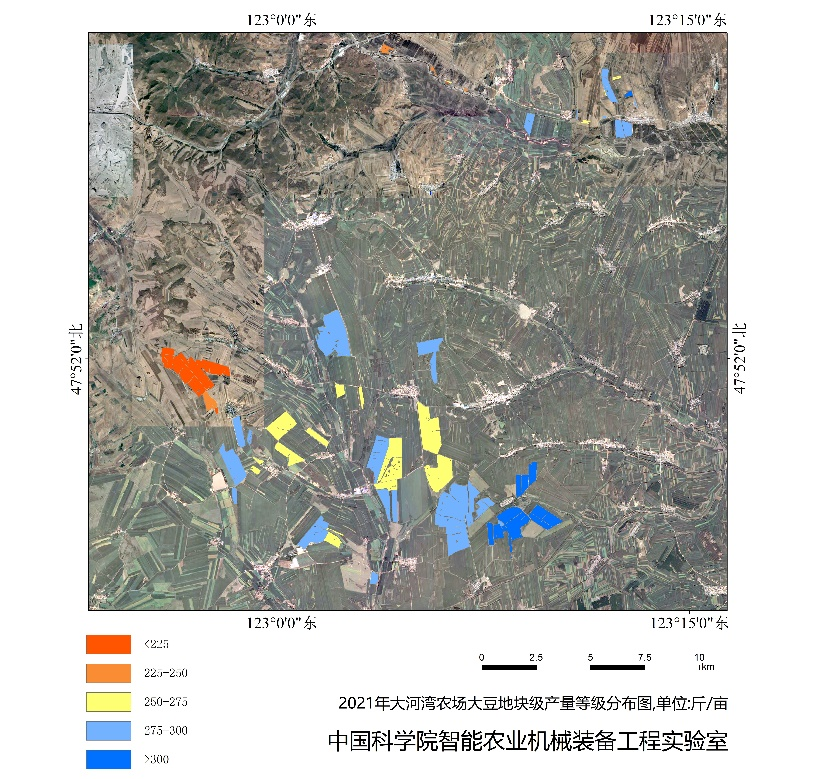 123°0'0"东 123°15'0"东
47°52'0"北
47°52'0"北
123°0'0"东 123°15'0"东
<225
225-250
250-275
275-300
>300
0 2.5 5 7.5 10
km
2021年大河湾农场大豆地块级产量等级分布图,单位:斤/亩
中国科学院智能农业机械装备工程实验室